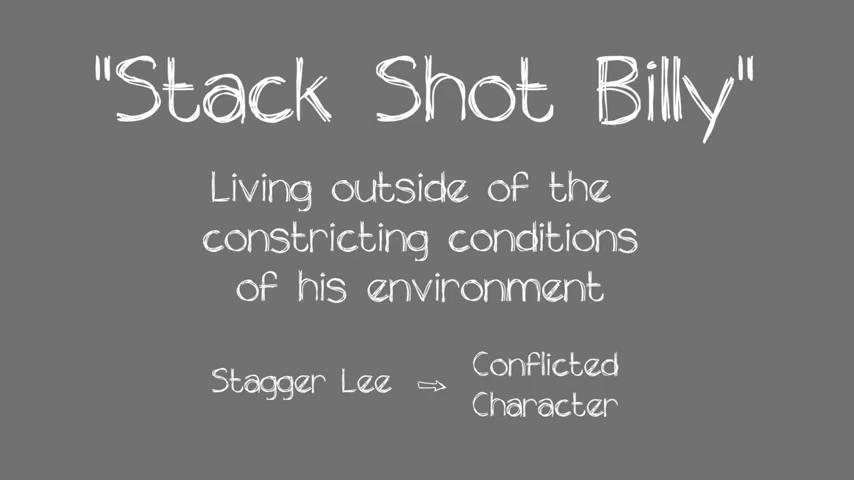 "Stack Shot Billy"
Living outside of the
constricting conditions
of his environment
Stagger Lee ⇨ Conflicted
Character